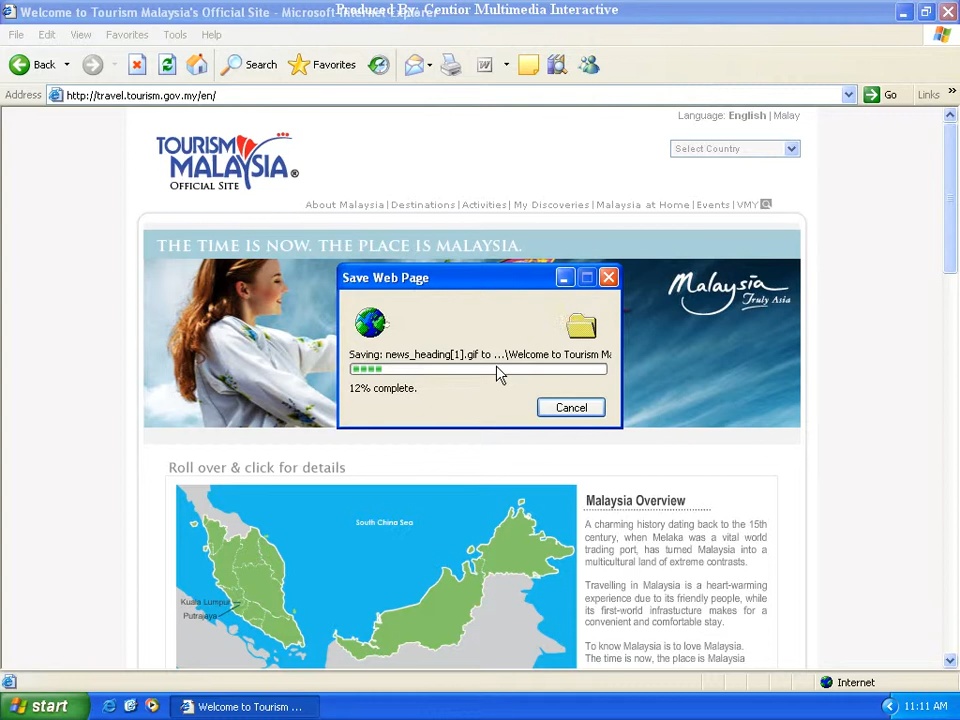 Welcome to Tourism Malaysia's Official Site - Microsoft Internet Explorer
Produced By: Centior Multimedia Interactive
File Edit View Favorites Tools Help
Back Search Favorites
Address http://travel.tourism.gov.my/en/ Go Links »
Language: English | Malay
TOURISM
MALAYSIA®
OFFICIAL SITE
Select Country
About Malaysia | Destinations | Activities | My Discoveries | Malaysia at Home | Events | VMY
THE TIME IS NOW. THE PLACE IS MALAYSIA.
Malaysia
Truly Asia
Save Web Page
Saving: news_heading[1].gif to ...\Welcome to Tourism Ma
12% complete.
Cancel
Roll over & click for details
South China Sea
Kuala Lumpur
Putrajaya
Malaysia Overview
A charming history dating back to the 15th
century, when Melaka was a vital world
trading port, has turned Malaysia into a
multicultural land of extreme contrasts.
Travelling in Malaysia is a heart-warming
experience due to its friendly people, while
its first-world infrastucture makes for a
convenient and comfortable stay.
To know Malaysia is to love Malaysia.
The time is now, the place is Malaysia
Internet
start
Welcome to Tourism ...
11:11 AM